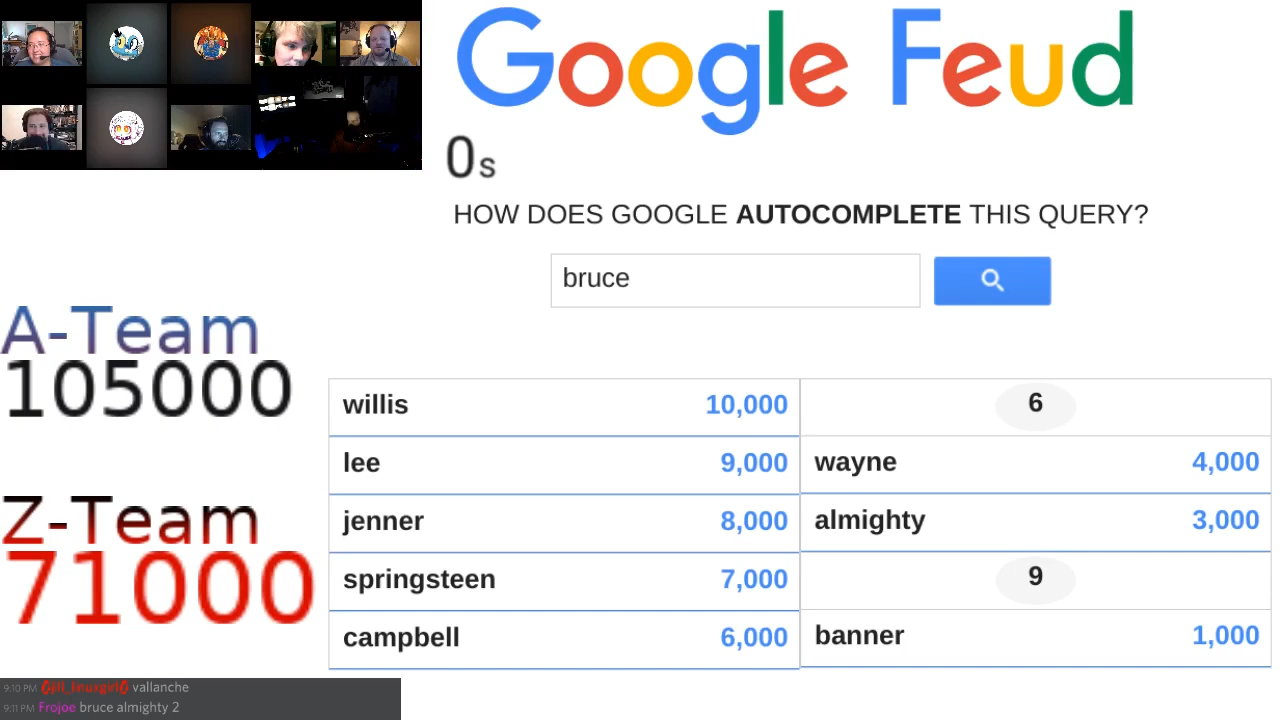 Google Feud
0s
HOW DOES GOOGLE AUTOCOMPLETE THIS QUERY?
bruce
A-Team
105000
Z-Team
71000
willis 10,000
lee 9,000
jenner 8,000
springsteen 7,000
campbell 6,000
6
wayne 4,000
almighty 3,000
9
banner 1,000
9:10 PM vallanche
9:11 PM Frojoe bruce almighty 2